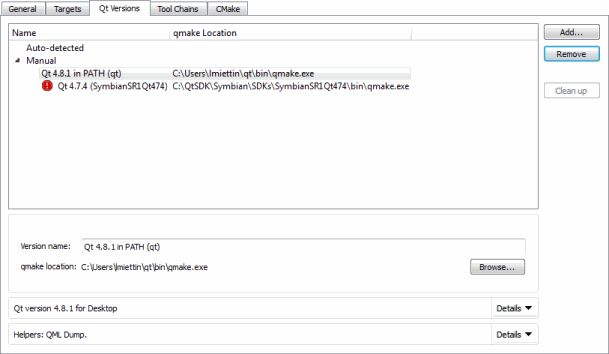 General Targets Qt Versions Tool Chains CMake
Name qmake Location
Add...
Auto-detected
Remove
Manual
Qt 4.8.1 in PATH (qt) C:\Users\lmiettin\qt\bin\qmake.exe
Qt 4.7.4 (SymbianSR1Qt474) C:\QtSDK\Symbian\SDKs\SymbianSR1Qt474\bin\qmake.exe
Clean up
Version name: Qt 4.8.1 in PATH (qt)
qmake location: C:\Users\lmiettin\qt\bin\qmake.exe Browse...
Qt version 4.8.1 for Desktop Details
Helpers: QML Dump. Details